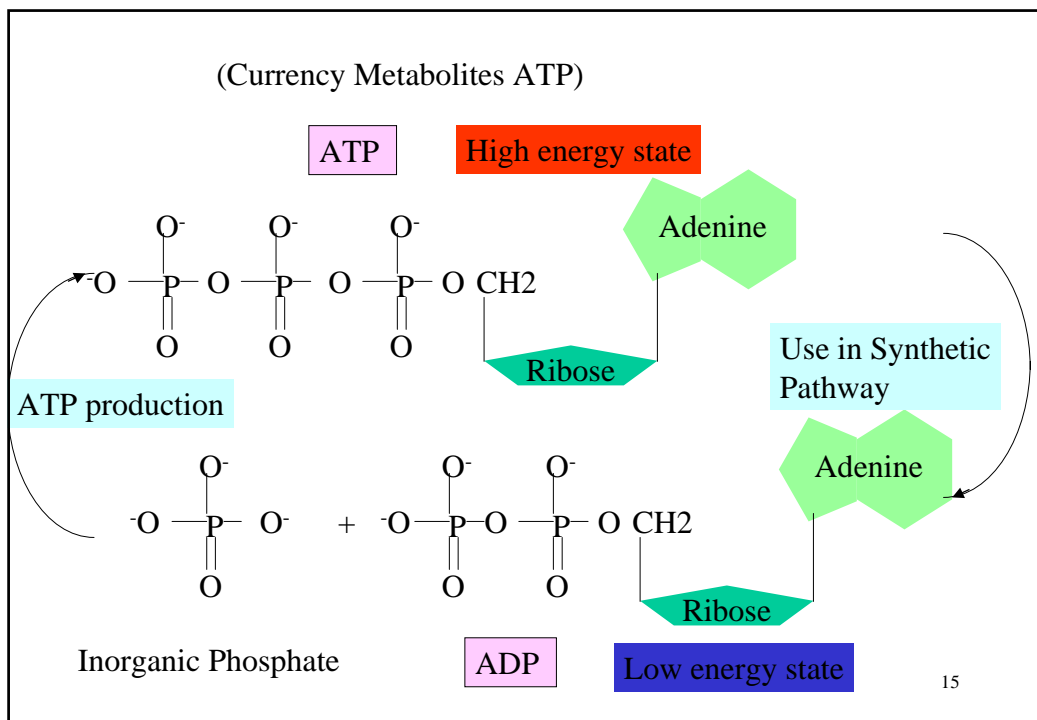 (Currency Metabolites ATP)
ATP High energy state
Adenine
O- O- O-
-O P O P O P O CH2
O O O
Ribose
Use in Synthetic
Pathway
ATP production
Adenine
O- O- O-
-O P O- + -O P O P O CH2
O O O
Ribose
Inorganic Phosphate ADP Low energy state
15